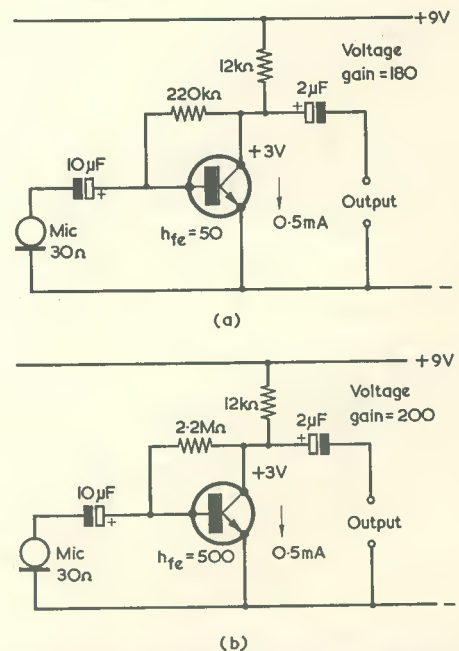 +9V
12kΩ
Voltage
gain = 180
220kΩ
2μF
+
10μF
+3V
+
Output
Mic
30Ω
hfe = 50
0·5mA
-
(a)
+9V
12kΩ
Voltage
gain = 200
2·2MΩ
2μF
+
10μF
+3V
+
Output
Mic
30Ω
hfe = 500
0·5mA
-
(b)